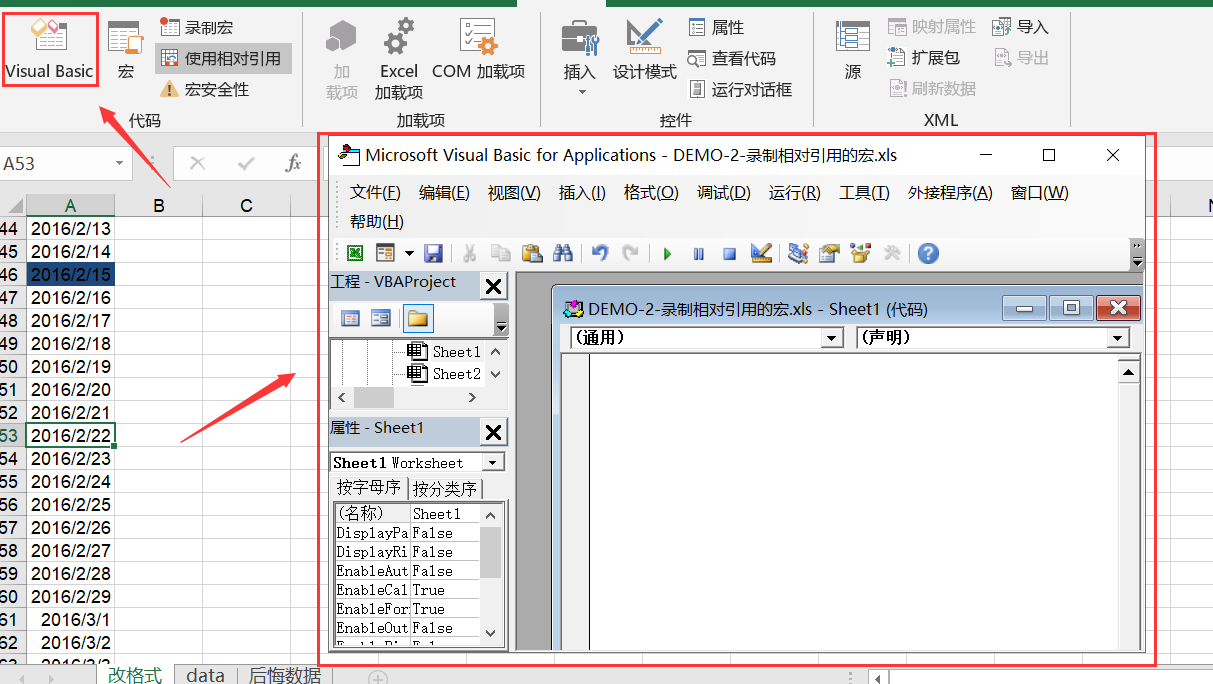 Visual Basic
宏
录制宏
使用相对引用
宏安全性
代码
加
载项
Excel
加载项
COM 加载项
加载项
插入
设计模式
属性
查看代码
运行对话框
控件
源
映射属性
扩展包
刷新数据
导入
导出
XML
A53
fx
A B C
44 2016/2/13
45 2016/2/14
46 2016/2/15
47 2016/2/16
48 2016/2/17
49 2016/2/18
50 2016/2/19
51 2016/2/20
52 2016/2/21
53 2016/2/22
54 2016/2/23
55 2016/2/24
56 2016/2/25
57 2016/2/26
58 2016/2/27
59 2016/2/28
60 2016/2/29
61 2016/3/1
62 2016/3/2
63 2016/3/3
改格式 data 后悔数据
Microsoft Visual Basic for Applications - DEMO-2-录制相对引用的宏.xls
文件(F) 编辑(E) 视图(V) 插入(I) 格式(O) 调试(D) 运行(R) 工具(T) 外接程序(A) 窗口(W)
帮助(H)
工程 - VBAProject
Sheet1
Sheet2
属性 - Sheet1
Sheet1 Worksheet
按字母序 按分类序
(名称) Sheet1
DisplayPa False
DisplayRi False
EnableAut False
EnableCal True
EnableFor True
EnableOut False
DEMO-2-录制相对引用的宏.xls - Sheet1 (代码)
(通用) (声明)